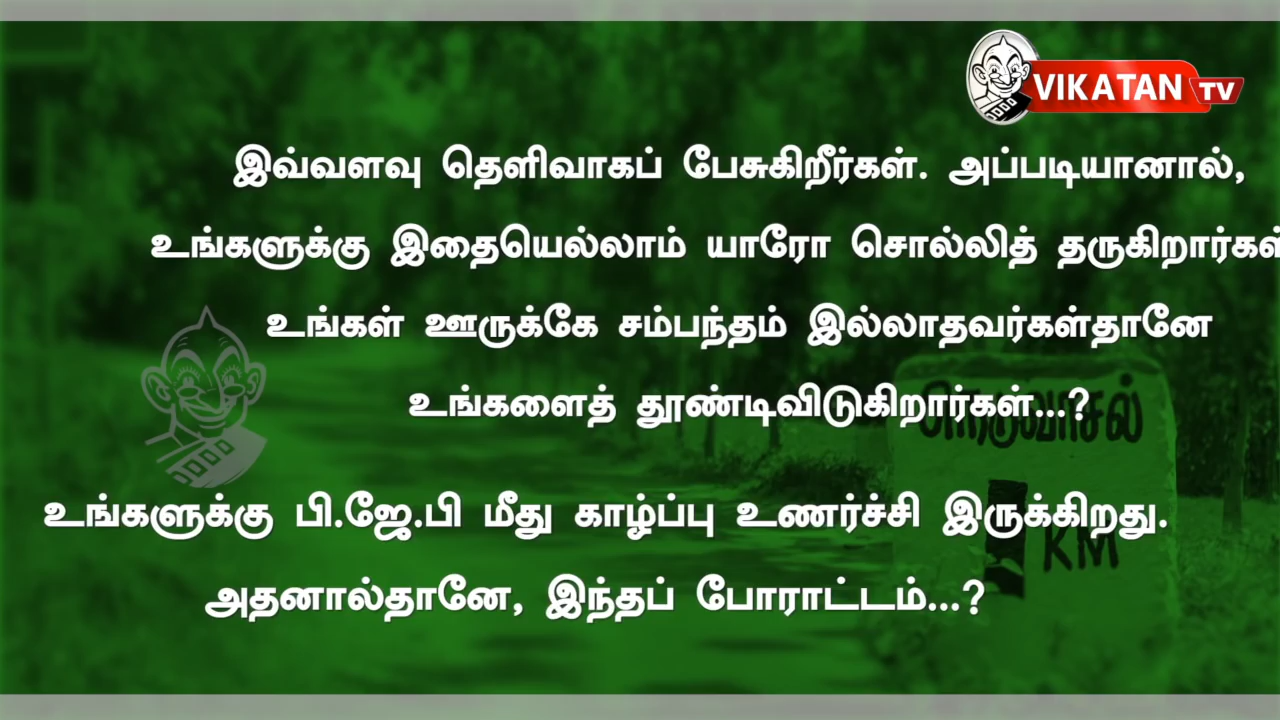 VIKATAN TV
இவ்வளவு தெளிவாகப் பேசுகிறீர்கள். அப்படியானால்,
உங்களுக்கு இதையெல்லாம் யாரோ சொல்லித் தருகிறார்கள்
உங்கள் ஊருக்கே சம்பந்தம் இல்லாதவர்கள்தானே
உங்களைத் தூண்டிவிடுகிறார்கள்...?
நெடுவாசல்
உங்களுக்கு பி.ஜே.பி மீது காழ்ப்பு உணர்ச்சி இருக்கிறது.
KM
அதனால்தானே, இந்தப் போராட்டம்...?